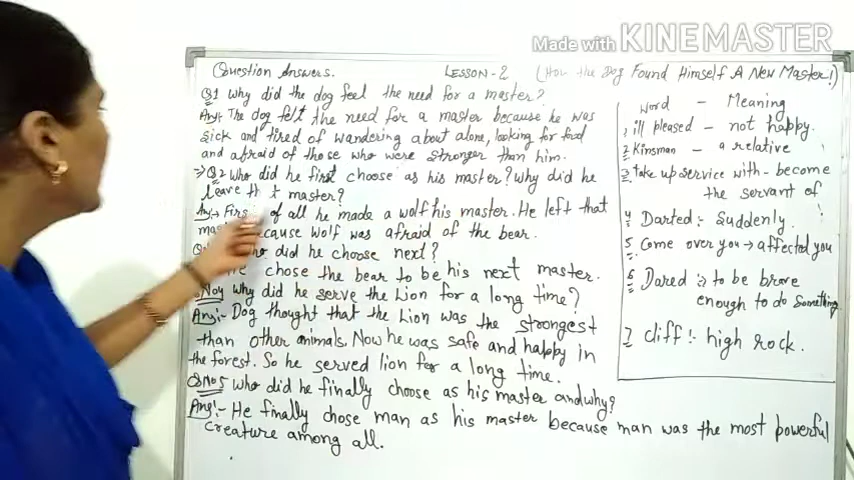 Made with KINEMASTER
Question Answers. LESSON-2 (How the Dog Found Himself A New Master!)
Q1 Why did the dog feel the need for a master?
Ans:- The dog felt the need for a master because he was
sick and tired of wandering about alone, looking for food
and afraid of those who were stronger than him.
Q2 Who did he first choose as his master? Why did he
leave master?
Ans:- of all he made a wolf his master. He left that
wolf was afraid of the bear.
did he choose next?
chose the bear to be his next master.
No4 Why did he serve the Lion for a long time?
Ans:- Dog thought that the Lion was the strongest
than other animals. Now he was safe and happy in
the forest. So he served lion for a long time.
Q No5 Who did he finally choose as his master and why?
Ans:- He finally chose man as his master because man was the most powerful
creature among all.
Word - Meaning
1 ill pleased - not happy.
2 Kinsman - a relative
3 take up service with - become
the servant of
4 Darted :- Suddenly.
5 Come over you → affected you
6 Dared :- to be brave
enough to do something
7 cliff :- high rock.